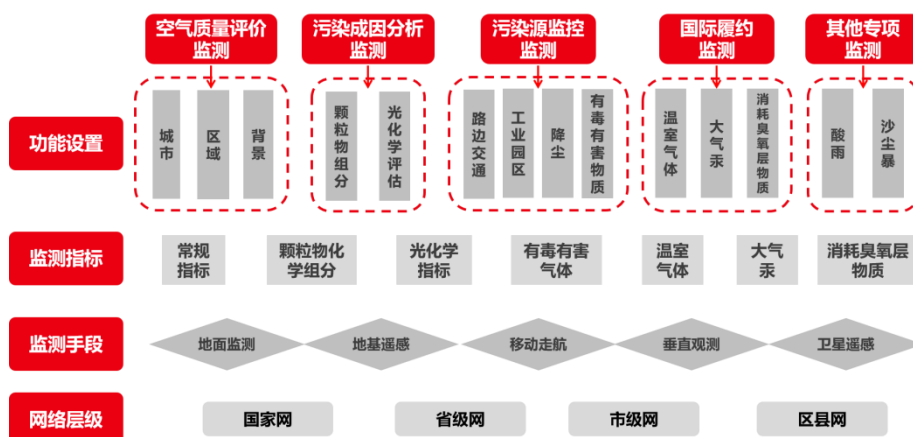 空气质量评价
监测
污染成因分析
监测
污染源监控
监测
国际履约
监测
其他专项
监测
功能设置
城市
区域
背景
颗粒物组分
光化学评估
路边交通
工业园区
降尘
有毒有害物质
温室气体
大气汞
消耗臭氧层物质
酸雨
沙尘暴
监测指标
常规
指标
颗粒物化
学组分
光化学
指标
有毒有害
气体
温室
气体
大气
汞
消耗臭氧层
物质
监测手段
地面监测
地基遥感
移动走航
垂直观测
卫星遥感
网络层级
国家网
省级网
市级网
区县网